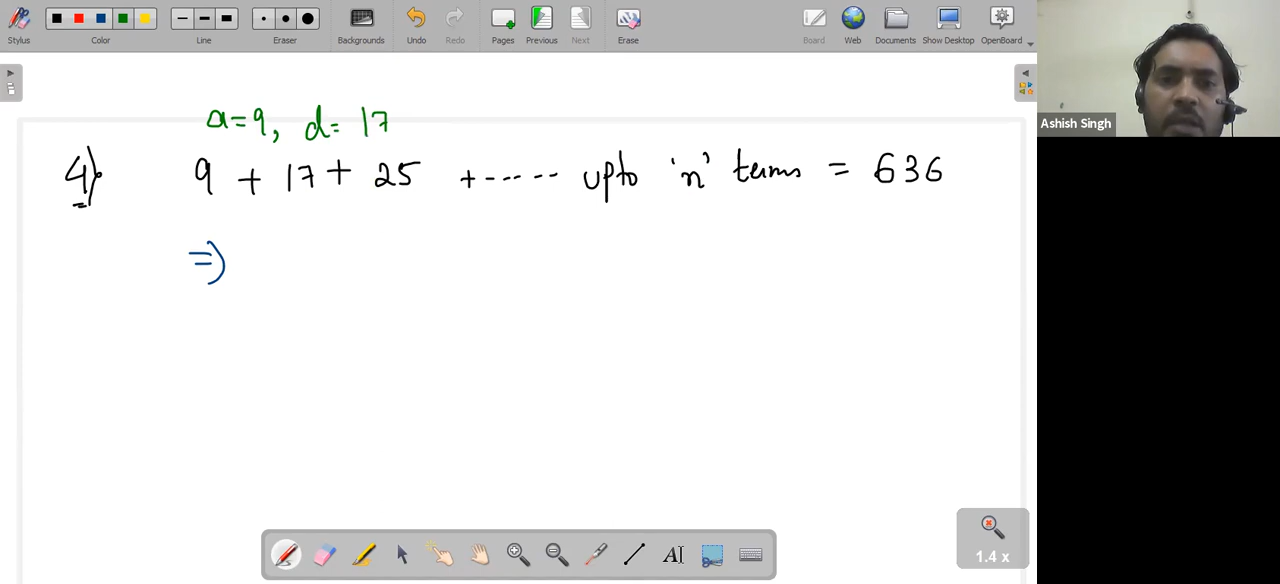 Stylus Color Line Eraser Backgrounds Undo Redo Pages Previous Next Erase Board Web Documents Show Desktop OpenBoard
Ashish Singh
a=9, d= 17
4) 9 + 17 + 25 +------ upto 'n' terms = 636
=>
AI
1.4 x